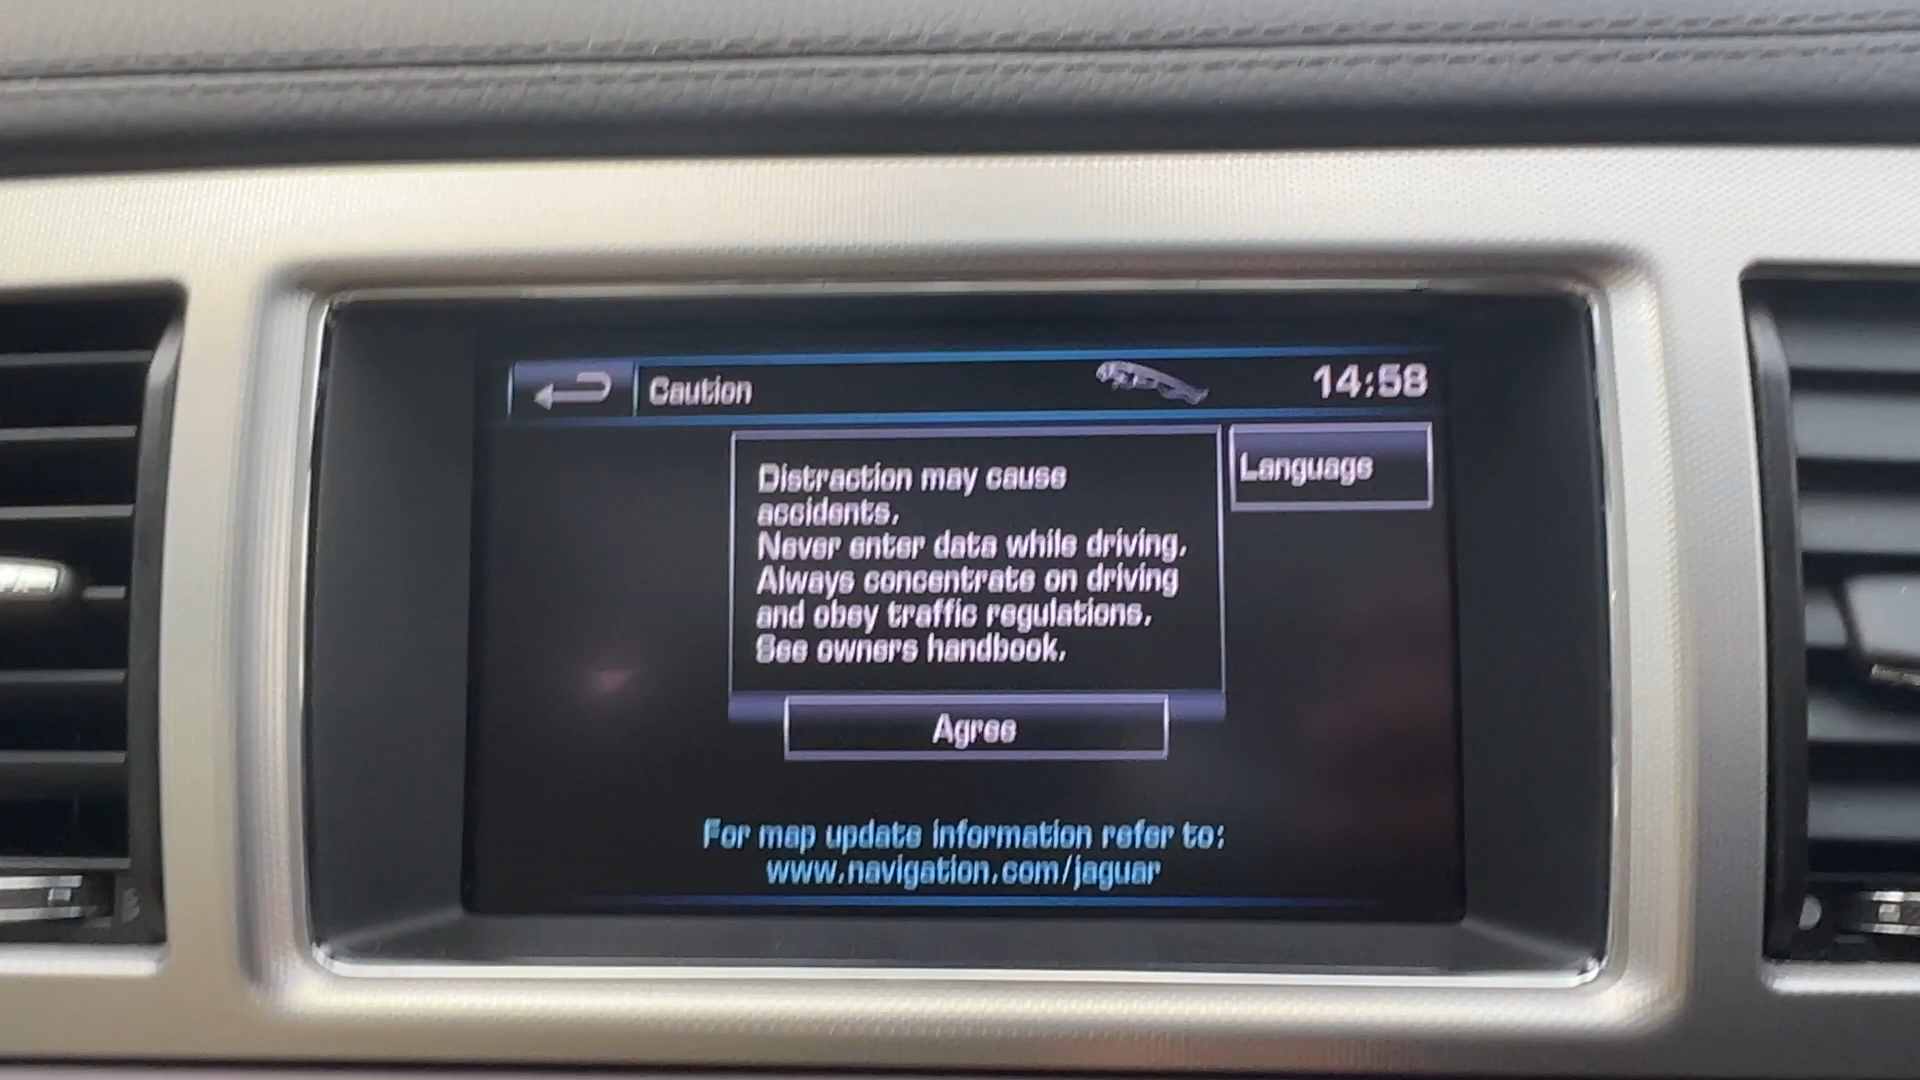 Caution
14:58
Language
Distraction may cause
accidents.
Never enter data while driving.
Always concentrate on driving
and obey traffic regulations.
See owners handbook.
Agree
For map update information refer to:
www.navigation.com/jaguar